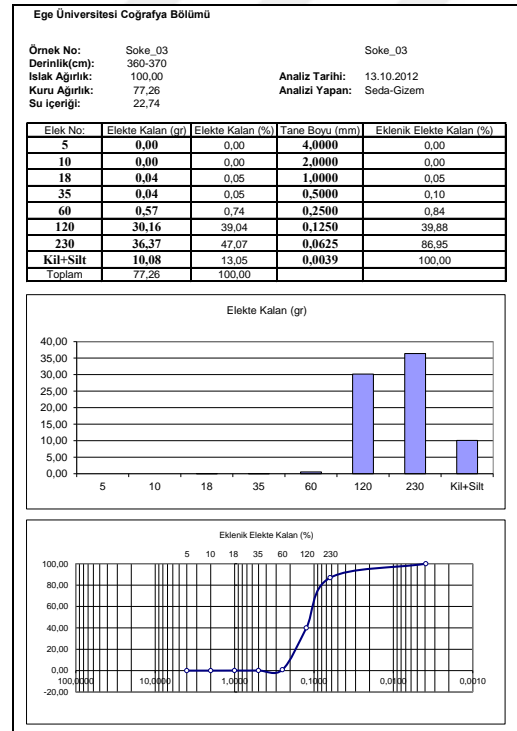 Ege Üniversitesi Coğrafya Bölümü
Örnek No: Soke_03 Soke_03
Derinlik(cm): 360-370
Islak Ağırlık: 100,00 Analiz Tarihi: 13.10.2012
Kuru Ağırlık: 77,26 Analizi Yapan: Seda-Gizem
Su içeriği: 22,74
Elek No: Elekte Kalan (gr) Elekte Kalan (%) Tane Boyu (mm) Eklenik Elekte Kalan (%)
5 0,00 0,00 4,0000 0,00
10 0,00 0,00 2,0000 0,00
18 0,04 0,05 1,0000 0,05
35 0,04 0,05 0,5000 0,10
60 0,57 0,74 0,2500 0,84
120 30,16 39,04 0,1250 39,88
230 36,37 47,07 0,0625 86,95
Kil+Silt 10,08 13,05 0,0039 100,00
Toplam 77,26 100,00
Elekte Kalan (gr)
40,00
35,00
30,00
25,00
20,00
15,00
10,00
5,00
0,00
5 10 18 35 60 120 230 Kil+Silt
Eklenik Elekte Kalan (%)
5 10 18 35 60 120 230
100,00
80,00
60,00
40,00
20,00
0,00
100,0000 10,0000 1,0000 0,1000 0,0100 0,0010
-20,00